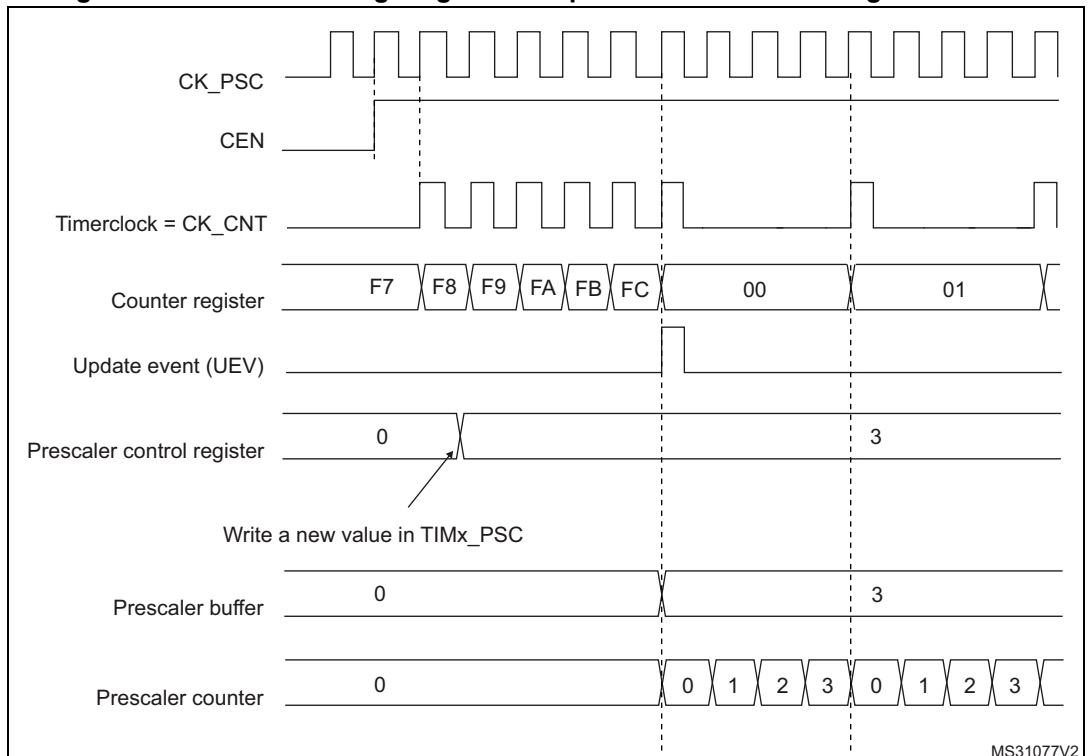 CK_PSC
CEN
Timerclock = CK_CNT
Counter register
F7 F8 F9 FA FB FC 00 01
Update event (UEV)
Prescaler control register
0 3
Write a new value in TIMx_PSC
Prescaler buffer
0 3
Prescaler counter
0 0 1 2 3 0 1 2 3
MS31077V2